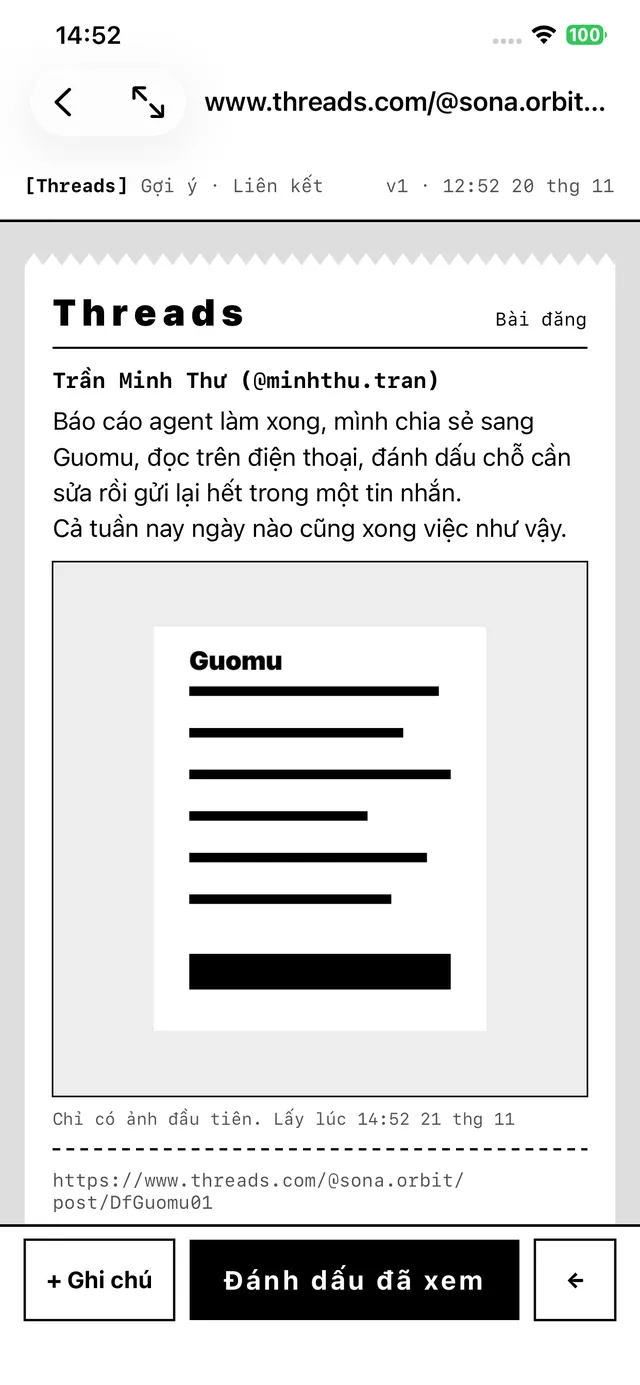 14:52
100
www.threads.com/@sona.orbit...
[Threads] Gợi ý · Liên kết
v1 · 12:52 20 thg 11
Threads
Bài đăng
Trần Minh Thư (@minhthu.tran)
Báo cáo agent làm xong, mình chia sẻ sang
Guomu, đọc trên điện thoại, đánh dấu chỗ cần
sửa rồi gửi lại hết trong một tin nhắn.
Cả tuần nay ngày nào cũng xong việc như vậy.
Guomu
Chỉ có ảnh đầu tiên. Lấy lúc 14:52 21 thg 11
https://www.threads.com/@sona.orbit/
post/DfGuomu01
+ Ghi chú
Đánh dấu đã xem
←